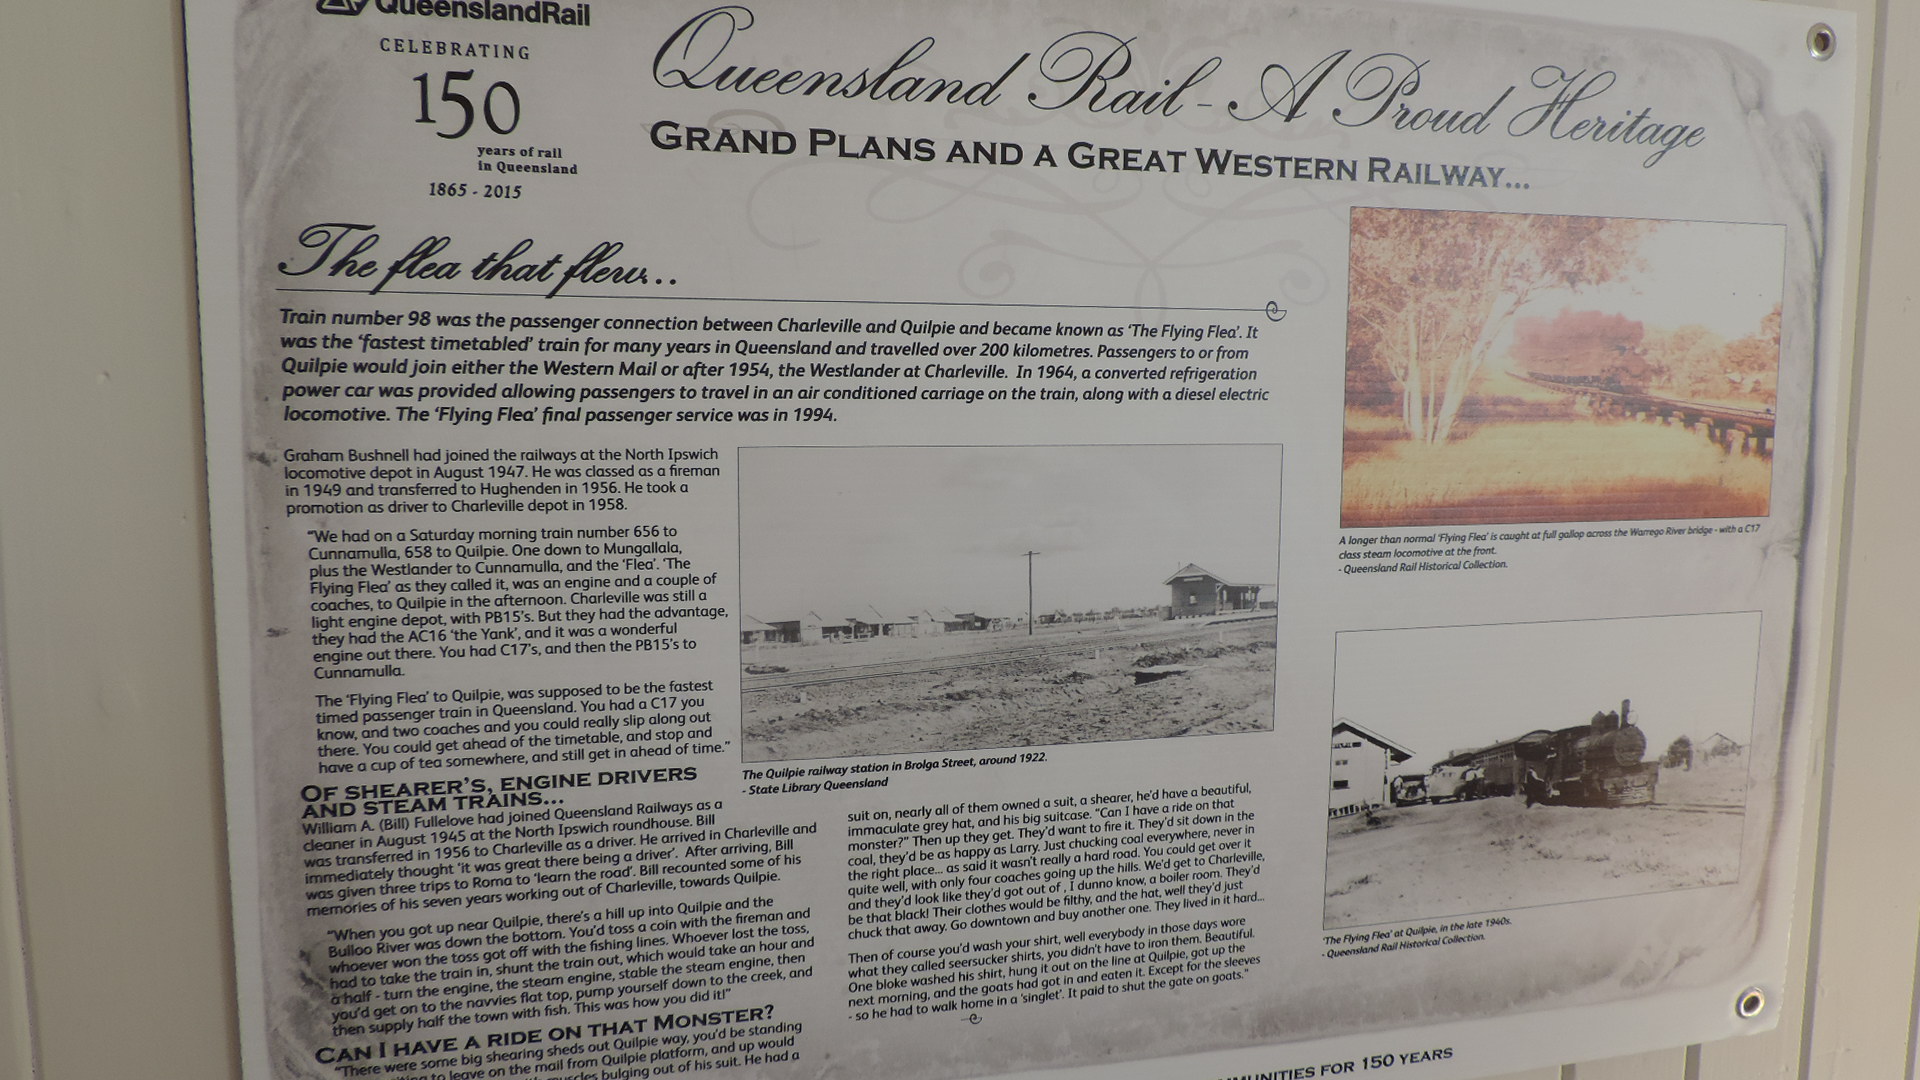 QueenslandRail
CELEBRATING
150
years of rail
in Queensland
1865 - 2015
Queensland Rail - A Proud Heritage
GRAND PLANS AND A GREAT WESTERN RAILWAY...
The flea that flew...
Train number 98 was the passenger connection between Charleville and Quilpie and became known as ‘The Flying Flea’. It
was the ‘fastest timetabled’ train for many years in Queensland and travelled over 200 kilometres. Passengers to or from
Quilpie would join either the Western Mail or after 1954, the Westlander at Charleville. In 1964, a converted refrigeration
power car was provided allowing passengers to travel in an air conditioned carriage on the train, along with a diesel electric
locomotive. The ‘Flying Flea’ final passenger service was in 1994.
Graham Bushnell had joined the railways at the North Ipswich
locomotive depot in August 1947. He was classed as a fireman
in 1949 and transferred to Hughenden in 1956. He took a
promotion as driver to Charleville depot in 1958.
“We had on a Saturday morning train number 656 to
Cunnamulla, 658 to Quilpie. One down to Mungallala,
plus the Westlander to Cunnamulla, and the ‘Flea’. ‘The
Flying Flea’ as they called it, was an engine and a couple of
coaches, to Quilpie in the afternoon. Charleville was still a
light engine depot, with PB15’s. But they had the advantage,
they had the AC16 ‘the Yank’, and it was a wonderful
engine out there. You had C17’s, and then the PB15’s to
Cunnamulla.
The ‘Flying Flea’ to Quilpie, was supposed to be the fastest
timed passenger train in Queensland. You had a C17 you
know, and two coaches and you could really slip along out
there. You could get ahead of the timetable, and stop and
have a cup of tea somewhere, and still get in ahead of time.”
OF SHEARER’S, ENGINE DRIVERS
AND STEAM TRAINS...
William A. (Bill) Fullelove had joined Queensland Railways as a
cleaner in August 1945 at the North Ipswich roundhouse. Bill
was transferred in 1956 to Charleville as a driver. He arrived in Charleville and
immediately thought ‘it was great there being a driver’. After arriving, Bill
was given three trips to Roma to ‘learn the road’. Bill recounted some of his
memories of his seven years working out of Charleville, towards Quilpie.
“When you got up near Quilpie, there’s a hill up into Quilpie and the
Bulloo River was down the bottom. You’d toss a coin with the fireman and
whoever won the toss got off with the fishing lines. Whoever lost the toss,
had to take the train in, shunt the train out, which would take an hour and
a half - turn the engine, the steam engine, stable the steam engine, then
you’d get on to the navvies flat top, pump yourself down to the creek, and
then supply half the town with fish. This was how you did it!”
CAN I HAVE A RIDE ON THAT MONSTER?
“There were some big shearing sheds out Quilpie way, you’d be standing
to leave on the mail from Quilpie platform, and up would
muscles bulging out of his suit. He had a
The Quilpie railway station in Brolga Street, around 1922.
- State Library Queensland
suit on, nearly all of them owned a suit, a shearer, he’d have a beautiful,
immaculate grey hat, and his big suitcase. “Can I have a ride on that
monster?” Then up they get. They’d want to fire it. They’d sit down in the
coal, they’d be as happy as Larry. Just chucking coal everywhere, never in
the right place... as said it wasn’t really a hard road. You could get over it
quite well, with only four coaches going up the hills. We’d get to Charleville,
and they’d look like they’d got out of , I dunno know, a boiler room. They’d
be that black! Their clothes would be filthy, and the hat, well they’d just
chuck that away. Go downtown and buy another one. They lived in it hard...
Then of course you’d wash your shirt, well everybody in those days wore
what they called seersucker shirts, you didn’t have to iron them. Beautiful.
One bloke washed his shirt, hung it out on the line at Quilpie, got up the
next morning, and the goats had got in and eaten it. Except for the sleeves
- so he had to walk home in a ‘singlet’. It paid to shut the gate on goats.”
A longer than normal ‘Flying Flea’ is caught at full gallop across the Warrego River bridge - with a C17
class steam locomotive at the front.
- Queensland Rail Historical Collection.
‘The Flying Flea’ at Quilpie, in the late 1940s.
- Queensland Rail Historical Collection.
FOR 150 YEARS